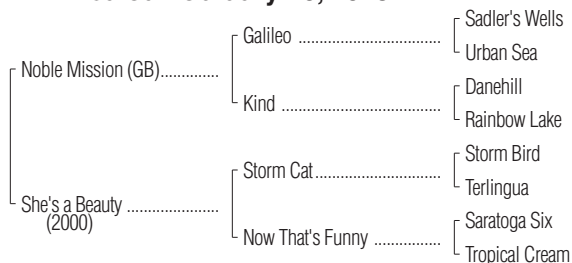 Sadler's Wells
Galileo ........................................
Urban Sea
Noble Mission (GB)..............
Danehill
Kind ........................................
Rainbow Lake
Storm Bird
Storm Cat................................
Terlingua
She's a Beauty ......................
(2000)
Saratoga Six
Now That's Funny .................
Tropical Cream